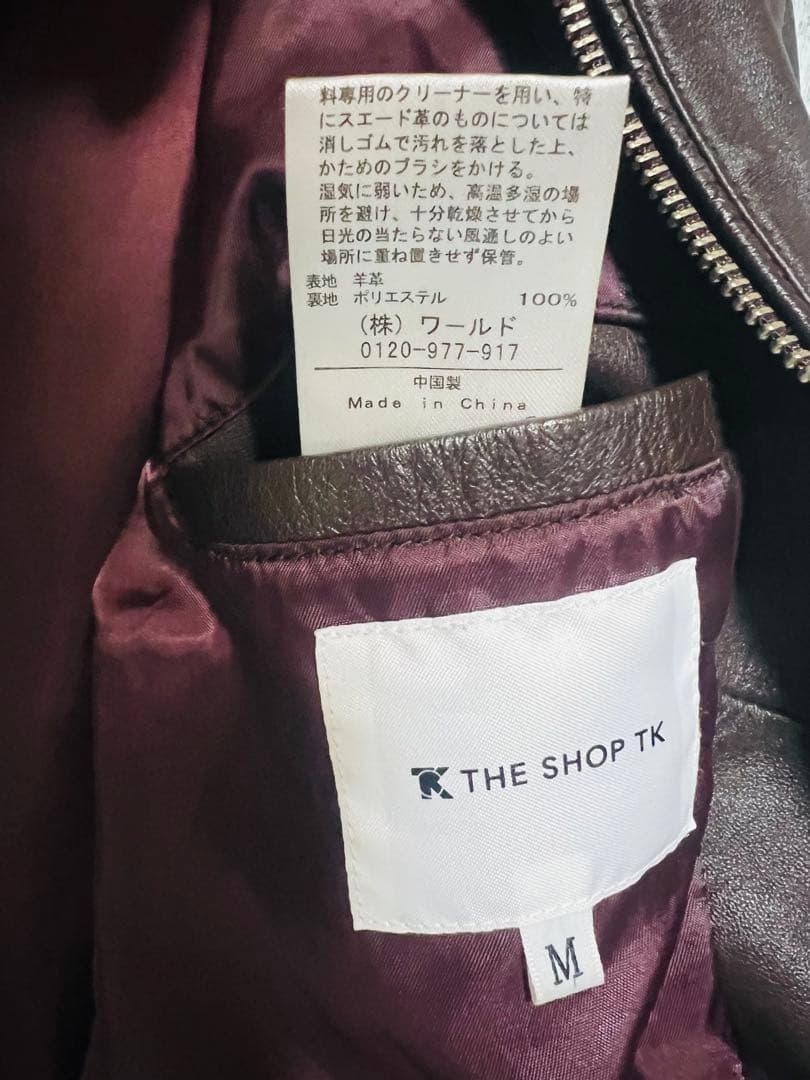 料専用のクリーナーを用い、特
にスエード革のものについては
消しゴムで汚れを落とした上、
かためのブラシをかける。
湿気に弱いため、高温多湿の場
所を避け、十分乾燥させてから
日光の当たらない風通しのよい
場所に重ね置きせず保管。
表地 羊革
裏地 ポリエステル 100%
(株) ワールド
0120-977-917
中国製
Made in China
TK THE SHOP TK
M